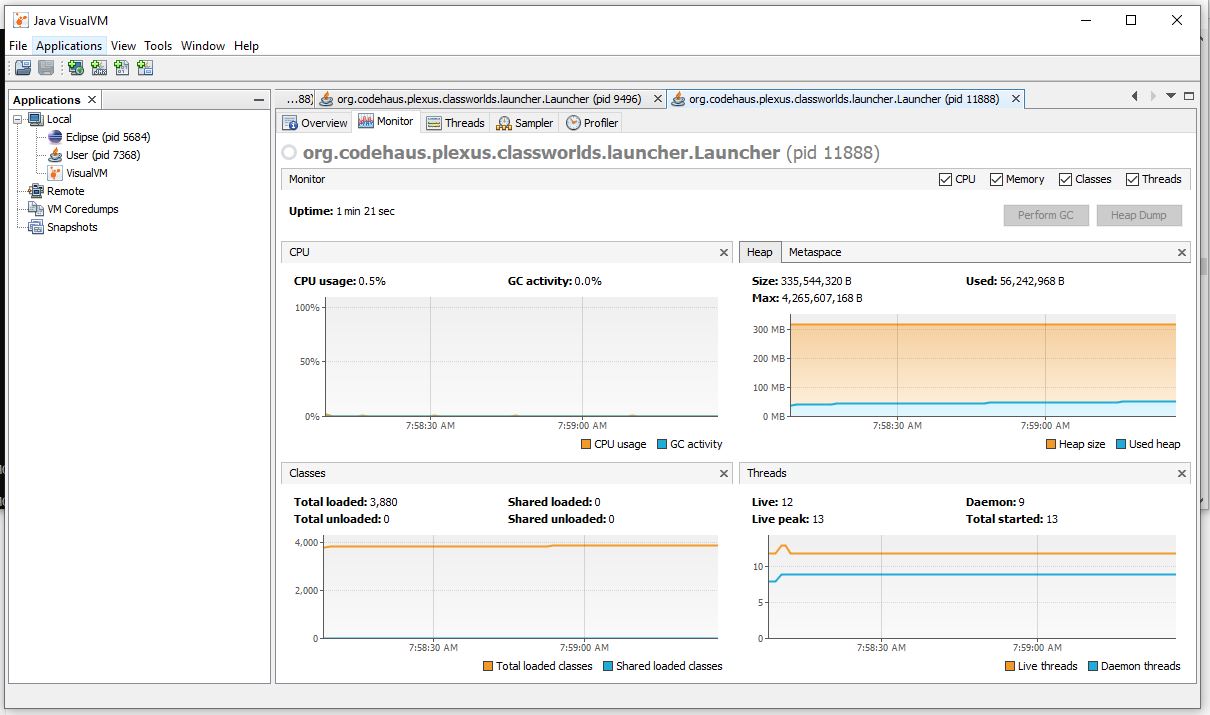 Java VisualVM
File Applications View Tools Window Help
Applications
Local
Eclipse (pid 5684)
User (pid 7368)
VisualVM
Remote
VM Coredumps
Snapshots
...88) org.codehaus.plexus.classworlds.launcher.Launcher (pid 9496) org.codehaus.plexus.classworlds.launcher.Launcher (pid 11888)
Overview Monitor Threads Sampler Profiler
org.codehaus.plexus.classworlds.launcher.Launcher (pid 11888)
Monitor CPU Memory Classes Threads
Uptime: 1 min 21 sec Perform GC Heap Dump
CPU
CPU usage: 0.5% GC activity: 0.0%
100%
50%
0%
7:58:30 AM 7:59:00 AM
CPU usage GC activity
Heap Metaspace
Size: 335,544,320 B Used: 56,242,968 B
Max: 4,265,607,168 B
300 MB
200 MB
100 MB
0 MB
7:58:30 AM 7:59:00 AM
Heap size Used heap
Classes
Total loaded: 3,880 Shared loaded: 0
Total unloaded: 0 Shared unloaded: 0
4,000
2,000
0
7:58:30 AM 7:59:00 AM
Total loaded classes Shared loaded classes
Threads
Live: 12 Daemon: 9
Live peak: 13 Total started: 13
10
5
0
7:58:30 AM 7:59:00 AM
Live threads Daemon threads